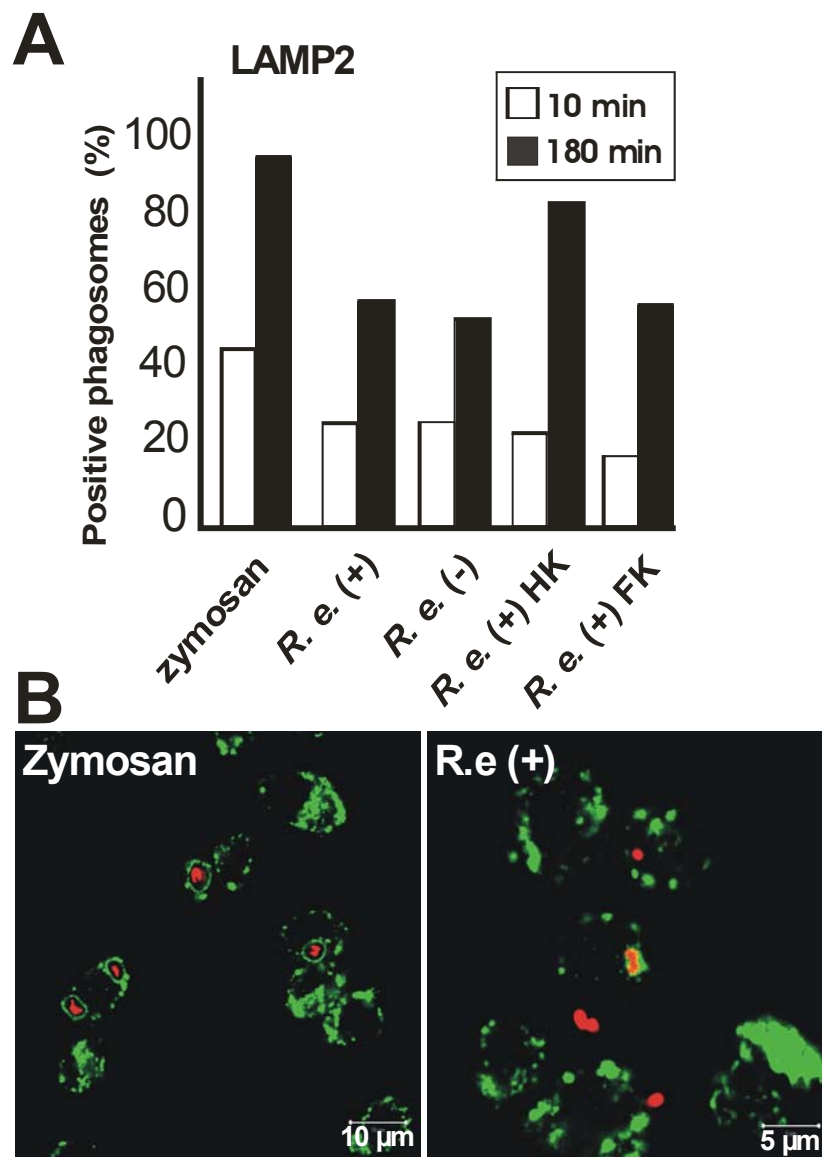 A
LAMP2
10 min
180 min
Positive phagosomes (%)
100
80
60
40
20
0
zymosan
R. e. (+)
R. e. (-)
R. e. (+) HK
R. e. (+) FK
B
Zymosan
10 µm
R.e (+)
5 µm